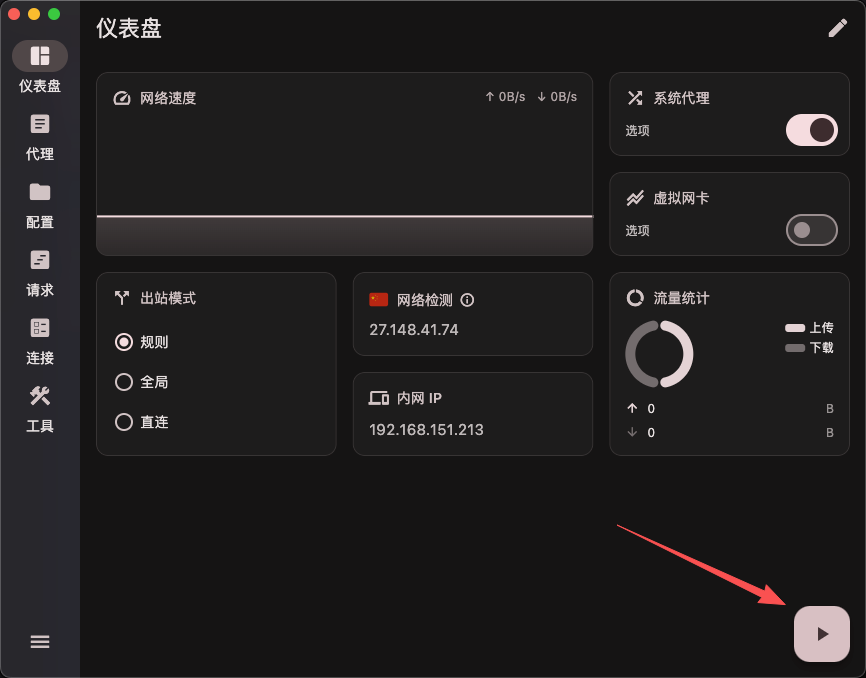 仪表盘
仪表盘
代理
配置
请求
连接
工具
网络速度
↑ 0B/s ↓ 0B/s
系统代理
选项
虚拟网卡
选项
出站模式
规则
全局
直连
网络检测
27.148.41.74
内网 IP
192.168.151.213
流量统计
上传
下载
↑ 0 B
↓ 0 B